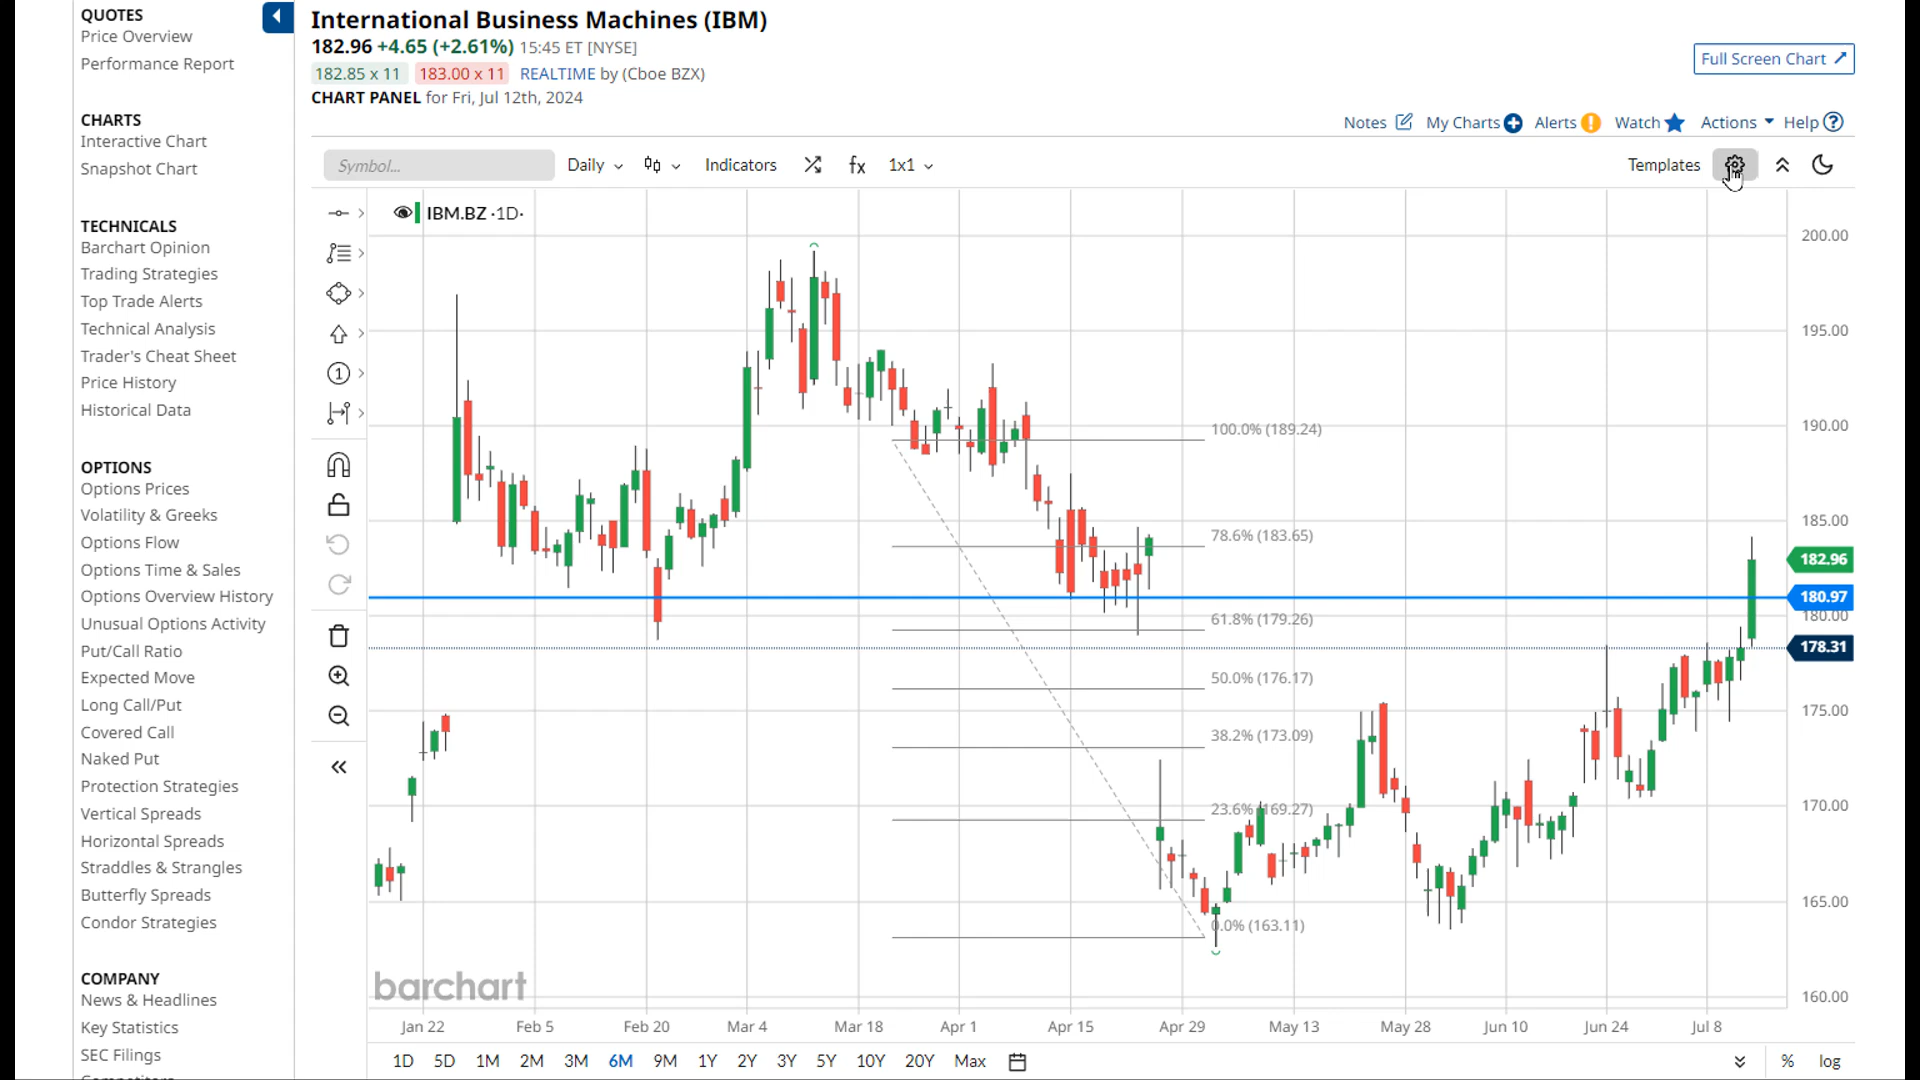 QUOTES
Price Overview
Performance Report
CHARTS
Interactive Chart
Snapshot Chart
TECHNICALS
Barchart Opinion
Trading Strategies
Top Trade Alerts
Technical Analysis
Trader's Cheat Sheet
Price History
Historical Data
OPTIONS
Options Prices
Volatility & Greeks
Options Flow
Options Time & Sales
Options Overview History
Unusual Options Activity
Put/Call Ratio
Expected Move
Long Call/Put
Covered Call
Naked Put
Protection Strategies
Vertical Spreads
Horizontal Spreads
Straddles & Strangles
Butterfly Spreads
Condor Strategies
COMPANY
News & Headlines
Key Statistics
SEC Filings
International Business Machines (IBM)
182.96 +4.65 (+2.61%) 15:45 ET [NYSE]
182.85 x 11 183.00 x 11 REALTIME by (Cboe BZX)
CHART PANEL for Fri, Jul 12th, 2024
Full Screen Chart
Notes My Charts Alerts Watch Actions Help
Symbol... Daily Indicators fx 1x1 Templates
IBM.BZ ·1D·
200.00
195.00
190.00
185.00
182.96
180.97
180.00
178.31
175.00
170.00
165.00
160.00
100.0% (189.24)
78.6% (183.65)
61.8% (179.26)
50.0% (176.17)
38.2% (173.09)
23.6% (169.27)
0.0% (163.11)
barchart
Jan 22 Feb 5 Feb 20 Mar 4 Mar 18 Apr 1 Apr 15 Apr 29 May 13 May 28 Jun 10 Jun 24 Jul 8
1D 5D 1M 2M 3M 6M 9M 1Y 2Y 3Y 5Y 10Y 20Y Max % log